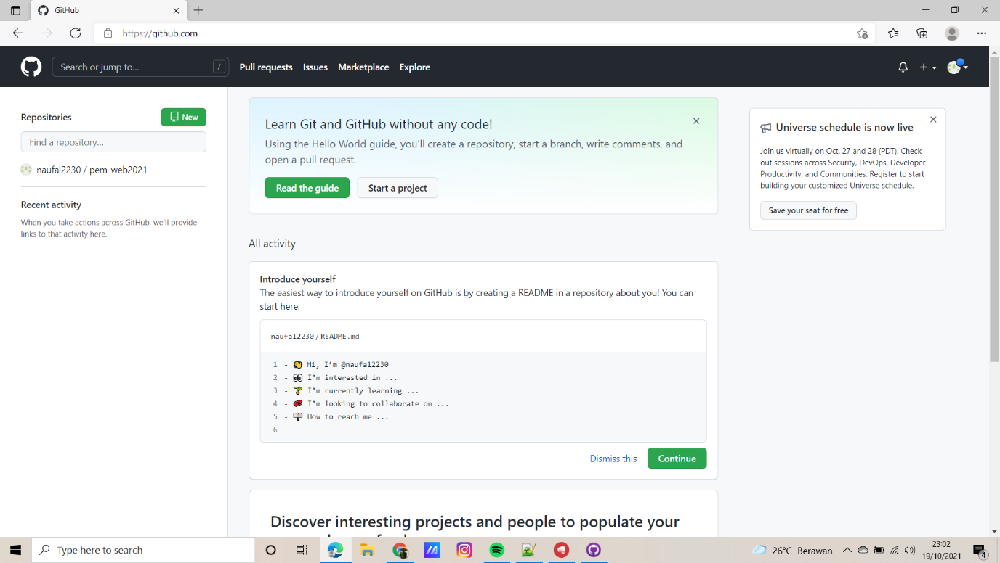 GitHub
https://github.com
Search or jump to... /
Pull requests Issues Marketplace Explore
Repositories
New
Find a repository...
naufal2230 / pem-web2021
Recent activity
When you take actions across GitHub, we'll provide
links to that activity here.
Learn Git and GitHub without any code!
Using the Hello World guide, you'll create a repository, start a branch, write comments, and
open a pull request.
Read the guide Start a project
All activity
Introduce yourself
The easiest way to introduce yourself on GitHub is by creating a README in a repository about you! You can
start here:
naufal2230/README.md
1 - 👋 Hi, I'm @naufal2230
2 - 👀 I'm interested in ...
3 - 🌱 I'm currently learning ...
4 - 💞️ I'm looking to collaborate on ...
5 - 📫 How to reach me ...
6
Dismiss this Continue
Discover interesting projects and people to populate your
Universe schedule is now live
Join us virtually on Oct. 27 and 28 (PDT). Check
out sessions across Security, DevOps, Developer
Productivity, and Communities. Register to start
building your customized Universe schedule.
Save your seat for free
Type here to search
26°C Berawan
23:02
19/10/2021
4